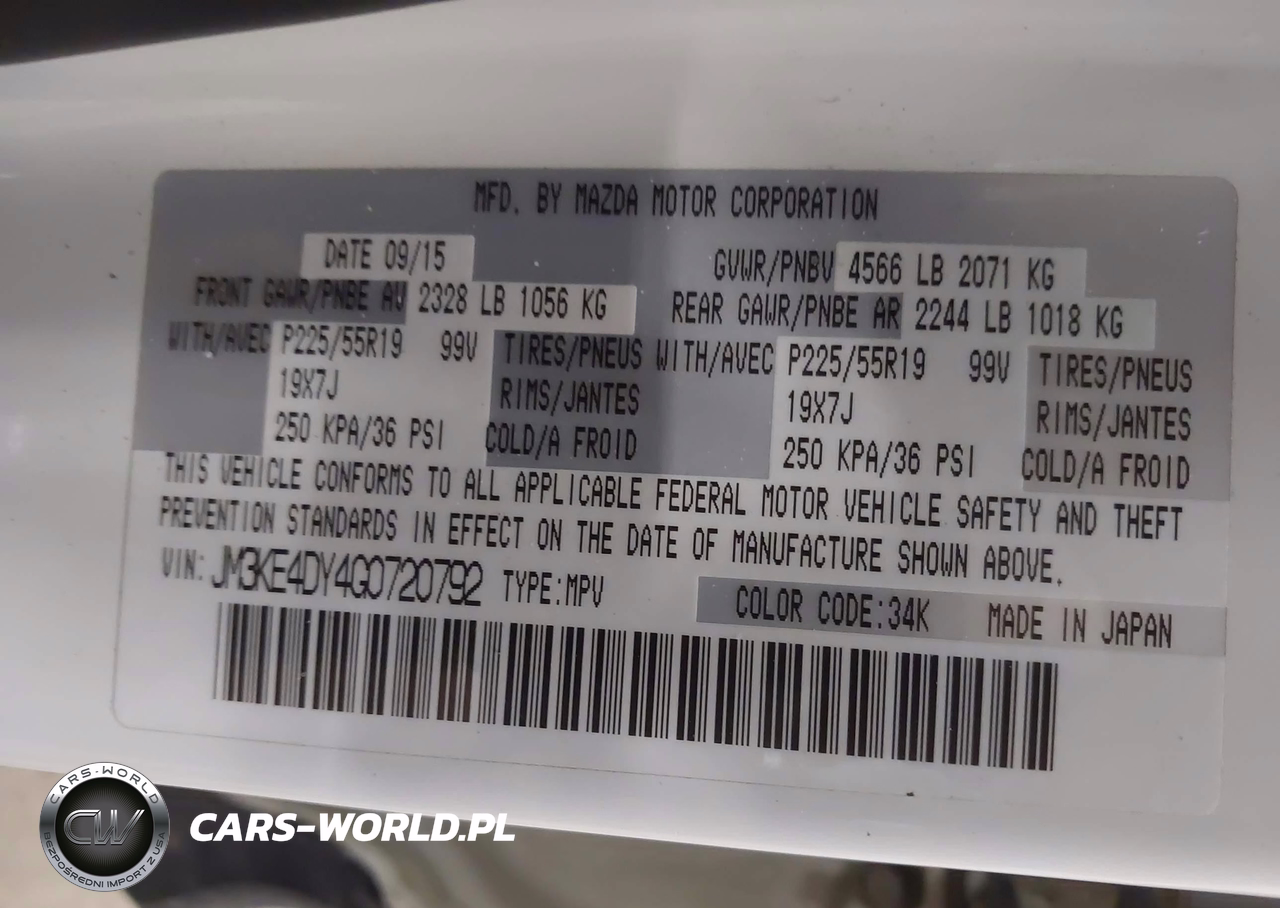 MFD. BY MAZDA MOTOR CORPORATION
DATE 09/15 GVWR/PNBV 4566 LB 2071 KG
FRONT GAWR/PNBE AV 2328 LB 1056 KG REAR GAWR/PNBE AR 2244 LB 1018 KG
WITH/AVEC P225/55R19 99V TIRES/PNEUS WITH/AVEC P225/55R19 99V TIRES/PNEUS
19X7J RIMS/JANTES 19X7J RIMS/JANTES
250 KPA/36 PSI COLD/A FROID 250 KPA/36 PSI COLD/A FROID
THIS VEHICLE CONFORMS TO ALL APPLICABLE FEDERAL MOTOR VEHICLE SAFETY AND THEFT
PREVENTION STANDARDS IN EFFECT ON THE DATE OF MANUFACTURE SHOWN ABOVE.
VIN: JM3KE4DY4G0720792 TYPE:MPV COLOR CODE:34K MADE IN JAPAN
CARS-WORLD
CW
BEZPOŚREDNI IMPORT Z USA
CARS-WORLD.PL